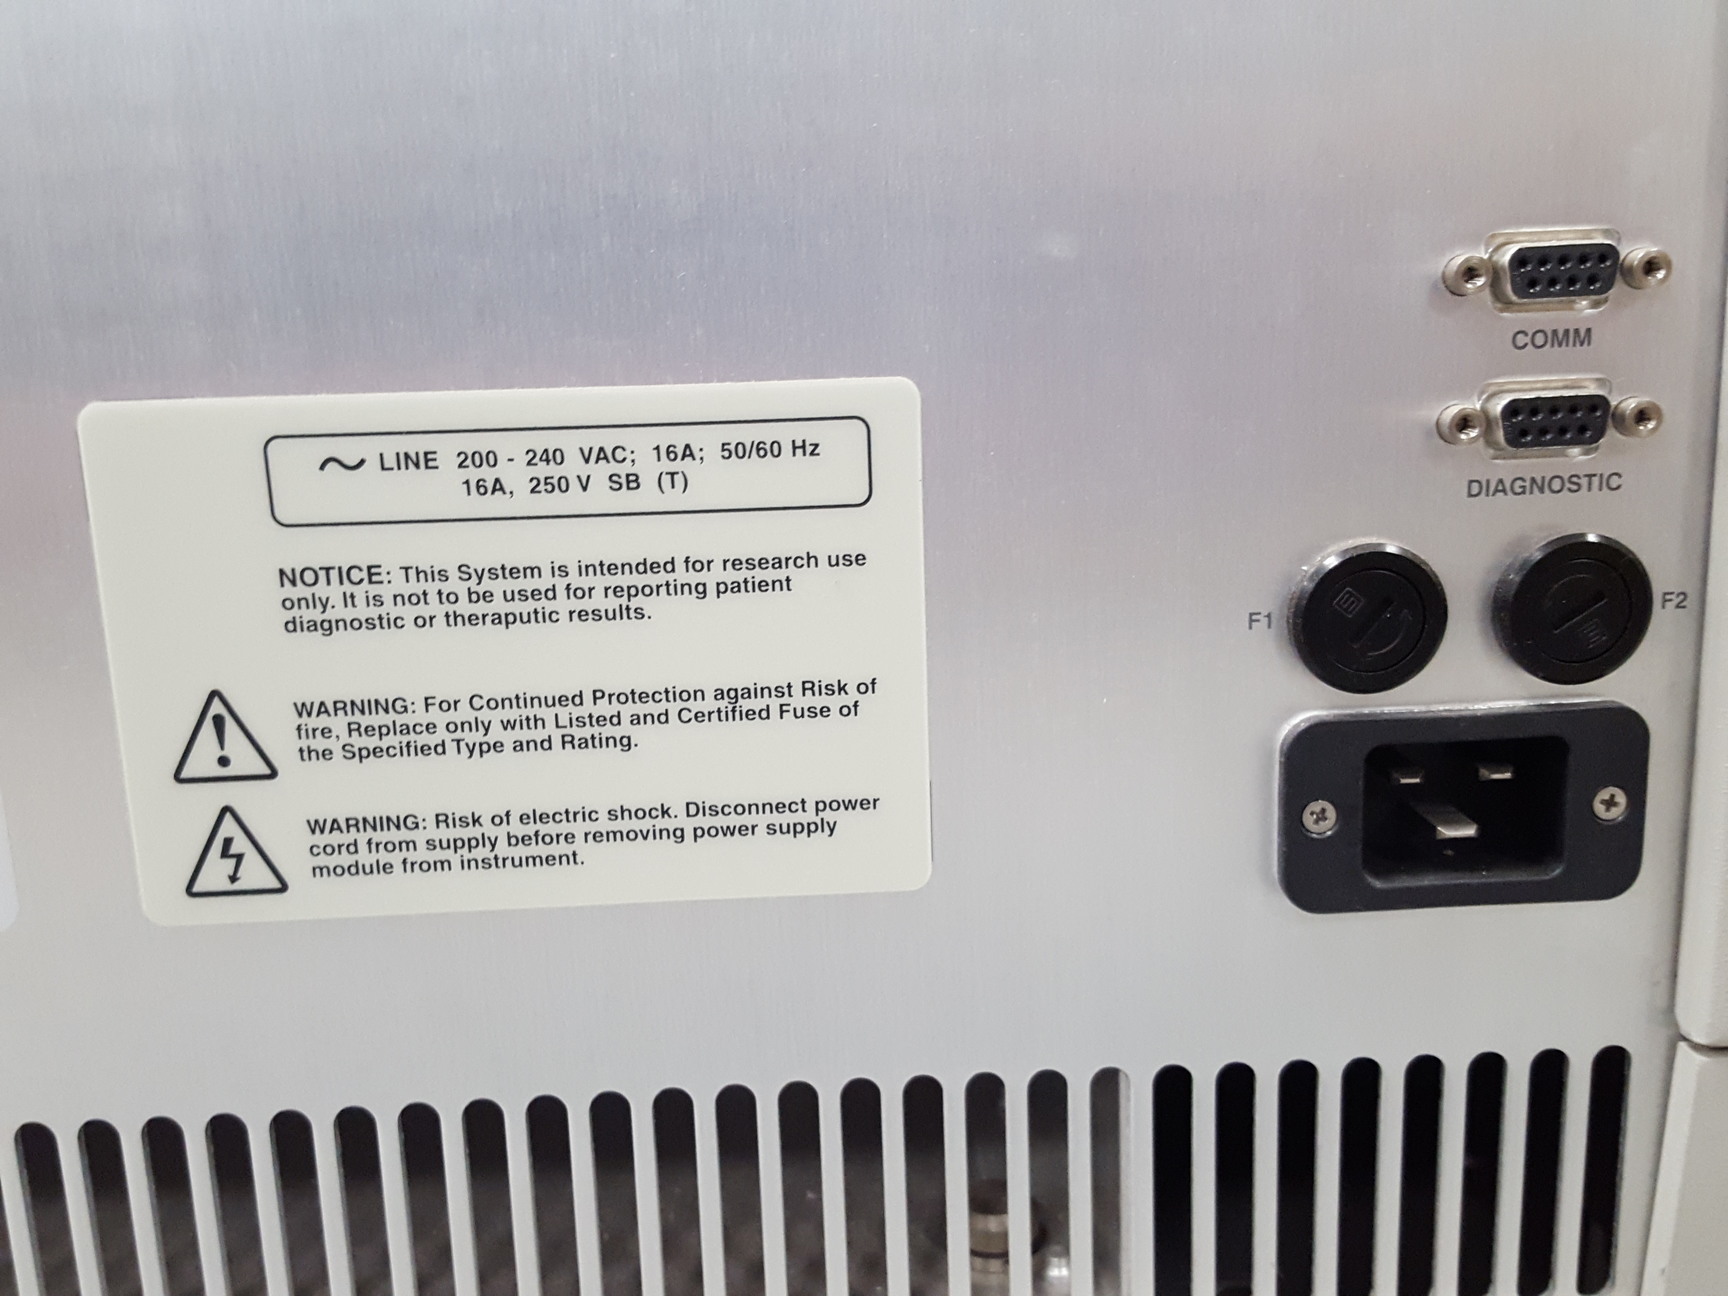 COMM
DIAGNOSTIC
LINE 200 - 240 VAC; 16A; 50/60 Hz
16A, 250 V SB (T)
NOTICE: This System is intended for research use
only. It is not to be used for reporting patient
diagnostic or theraputic results.
F1
F2
WARNING: For Continued Protection against Risk of
fire, Replace only with Listed and Certified Fuse of
the Specified Type and Rating.
WARNING: Risk of electric shock. Disconnect power
cord from supply before removing power supply
module from instrument.